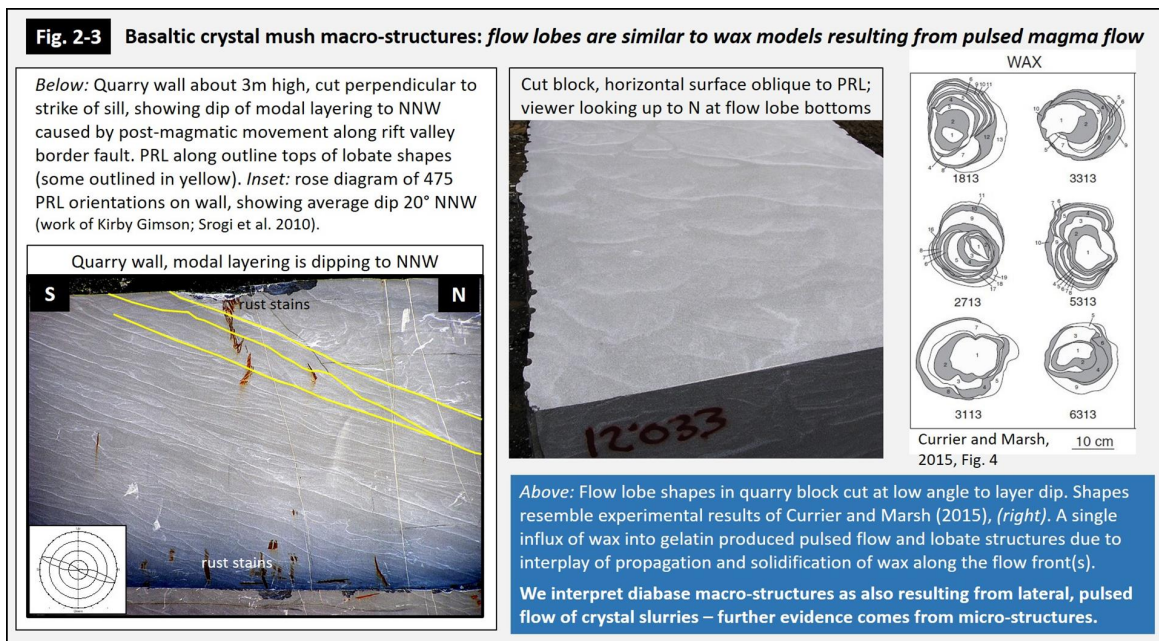 Fig. 2-3
Basaltic crystal mush macro-structures: flow lobes are similar to wax models resulting from pulsed magma flow
Below: Quarry wall about 3m high, cut perpendicular to
strike of sill, showing dip of modal layering to NNW
caused by post-magmatic movement along rift valley
border fault. PRL along outline tops of lobate shapes
(some outlined in yellow). Inset: rose diagram of 475
PRL orientations on wall, showing average dip 20° NNW
(work of Kirby Gimson; Srogi et al. 2010).
Quarry wall, modal layering is dipping to NNW
S
N
rust stains
rust stains
Cut block, horizontal surface oblique to PRL;
viewer looking up to N at flow lobe bottoms
12·033
WAX
1813
3313
2713
5313
3113
6313
Currier and Marsh,
2015, Fig. 4
10 cm
Above: Flow lobe shapes in quarry block cut at low angle to layer dip. Shapes
resemble experimental results of Currier and Marsh (2015), (right). A single
influx of wax into gelatin produced pulsed flow and lobate structures due to
interplay of propagation and solidification of wax along the flow front(s).
We interpret diabase macro-structures as also resulting from lateral, pulsed
flow of crystal slurries – further evidence comes from micro-structures.